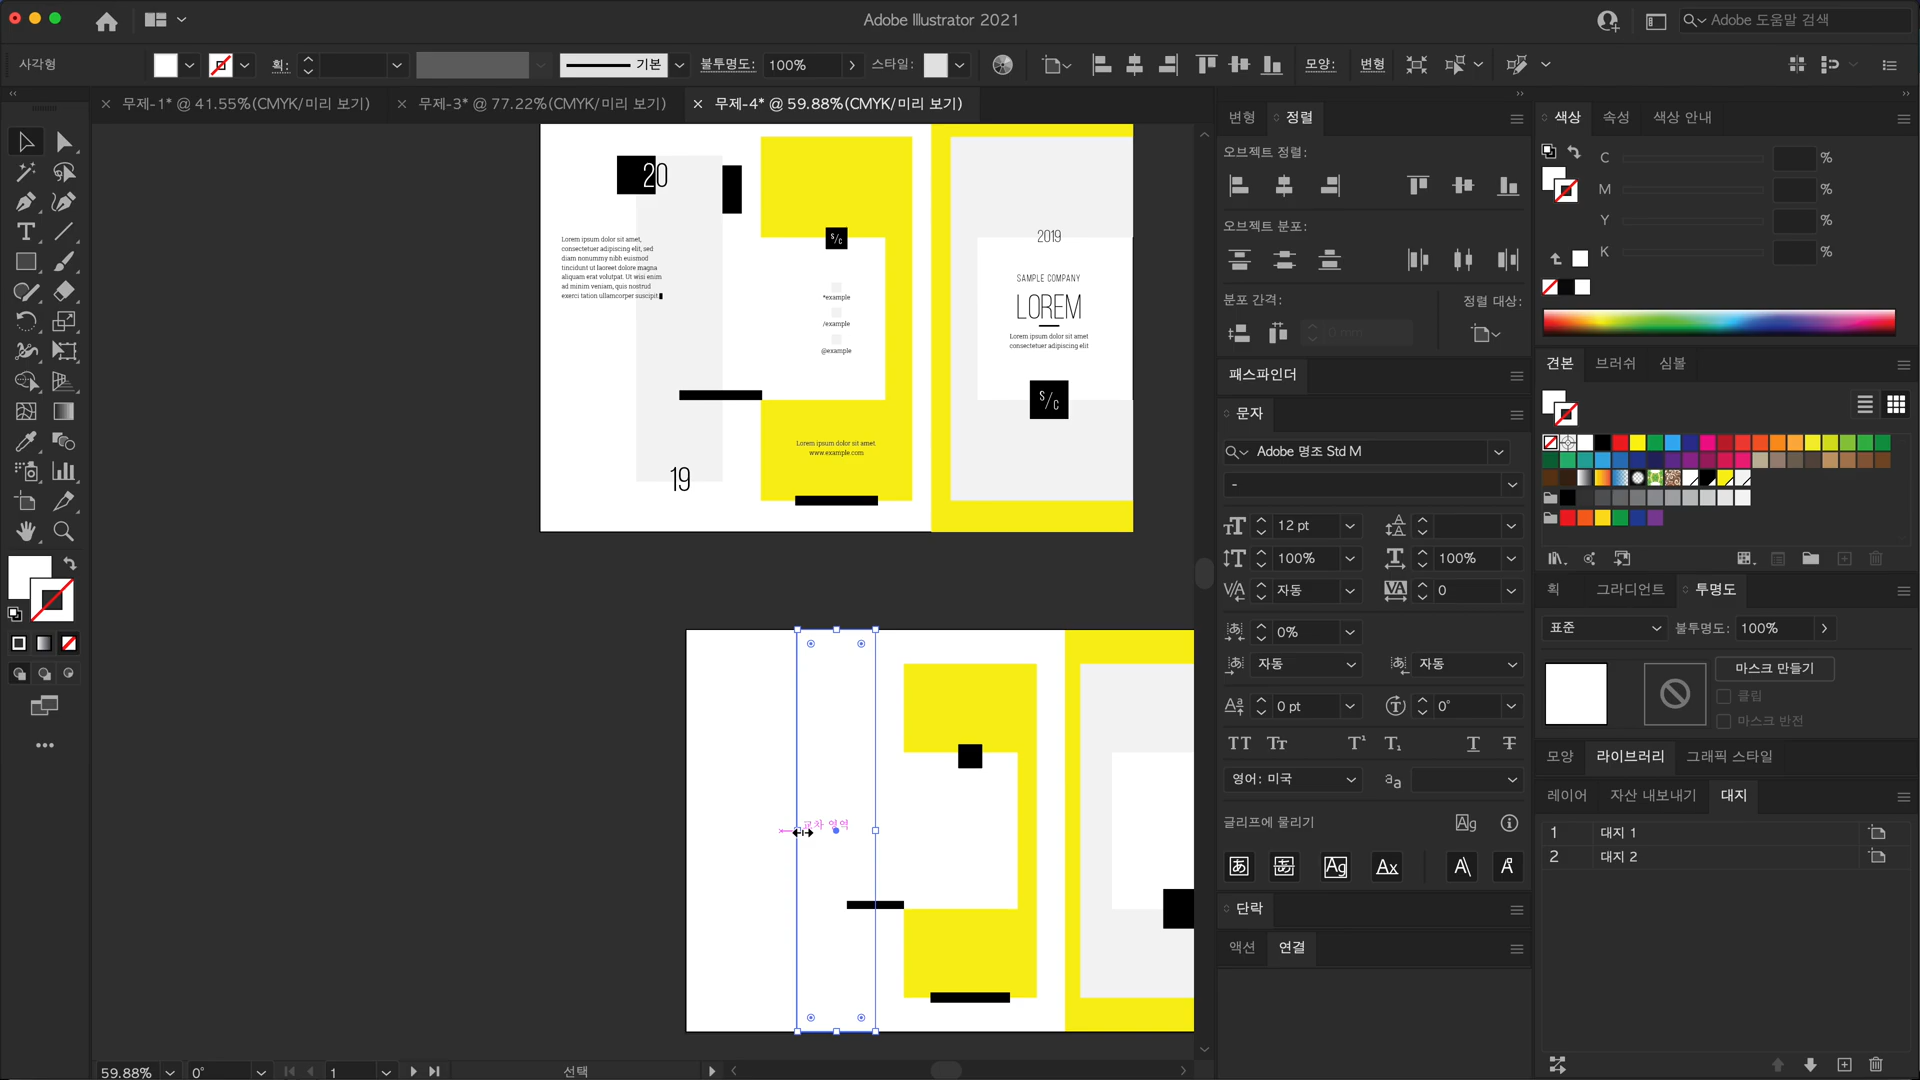 Adobe Illustrator 2021
Adobe 도움말 검색
사각형
획:
기본
불투명도:
100%
스타일:
모양:
변형
무제-1* @ 41.55%(CMYK/미리 보기)
무제-3* @ 77.22%(CMYK/미리 보기)
무제-4* @ 59.88%(CMYK/미리 보기)
20
Lorem ipsum dolor sit amet,
consectetuer adipiscing elit, sed
diam nonummy nibh euismod
tincidunt ut laoreet dolore magna
aliquam erat volutpat. Ut wisi enim
ad minim veniam, quis nostrud
exerci tation ullamcorper suscipit
19
S/C
*example
/example
@example
Lorem ipsum dolor sit amet.
www.example.com
2019
SAMPLE COMPANY
LOREM
Lorem ipsum dolor sit amet
consectetuer adipiscing elit
S/C
교차 영역
59.88%
0°
1
선택
변형
정렬
오브젝트 정렬:
오브젝트 분포:
분포 간격:
정렬 대상:
0 mm
패스파인더
문자
Adobe 명조 Std M
-
12 pt
100%
100%
자동
0
0%
자동
자동
0 pt
0°
영어: 미국
글리프에 물리기
단락
액션
연결
색상
속성
색상 안내
C %
M %
Y %
K %
견본
브러쉬
심볼
획
그라디언트
투명도
표준
불투명도:
100%
마스크 만들기
클립
마스크 반전
모양
라이브러리
그래픽 스타일
레이어
자산 내보내기
대지
1 대지 1
2 대지 2